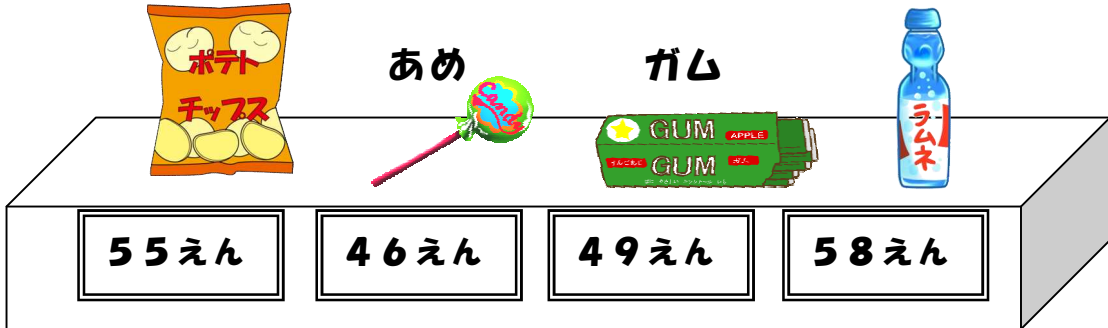 ポテト
チップス
あめ
Candy
ガム
GUM
APPLE
GUM
ガム
ラムネ
55えん
46えん
49えん
58えん